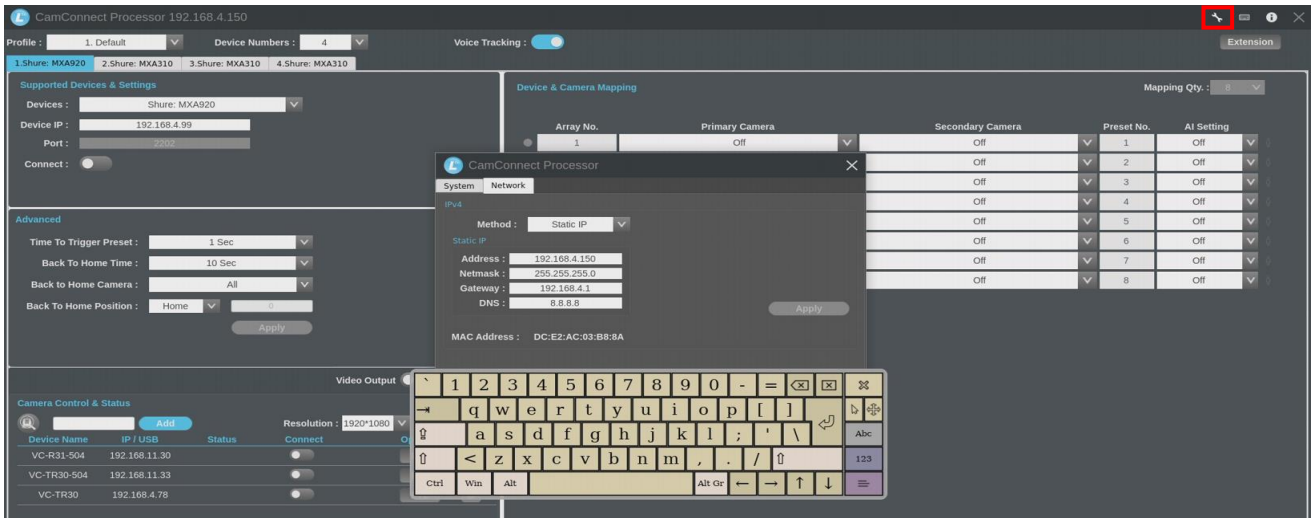 CamConnect Processor 192.168.4.150
Profile : 1. Default Device Numbers : 4 Voice Tracking : Extension
1.Shure: MXA920 2.Shure: MXA310 3.Shure: MXA310 4.Shure: MXA310
Supported Devices & Settings
Devices : Shure: MXA920
Device IP : 192.168.4.99
Port : 2202
Connect :
Device & Camera Mapping Mapping Qty. : 8
Array No. Primary Camera Secondary Camera Preset No. AI Setting
1 Off Off 1 Off
Off 2 Off
Off 3 Off
Off 4 Off
Off 5 Off
Off 6 Off
Off 7 Off
Off 8 Off
Advanced
Time To Trigger Preset : 1 Sec
Back To Home Time : 10 Sec
Back to Home Camera : All
Back To Home Position : Home 0
Apply
CamConnect Processor
System Network
IPv4
Method : Static IP
Static IP
Address : 192.168.4.150
Netmask : 255.255.255.0
Gateway : 192.168.4.1
DNS : 8.8.8.8
Apply
MAC Address : DC:E2:AC:03:B8:8A
Video Output
Camera Control & Status
Add Resolution : 1920*1080
Device Name IP / USB Status Connect
VC-R31-504 192.168.11.30
VC-TR30-504 192.168.11.33
VC-TR30 192.168.4.78
` 1 2 3 4 5 6 7 8 9 0 - =
q w e r t y u i o p [ ]
a s d f g h j k l ; ' \ Abc
< z x c v b n m , . / 123
Ctrl Win Alt Alt Gr ← → ↑ ↓